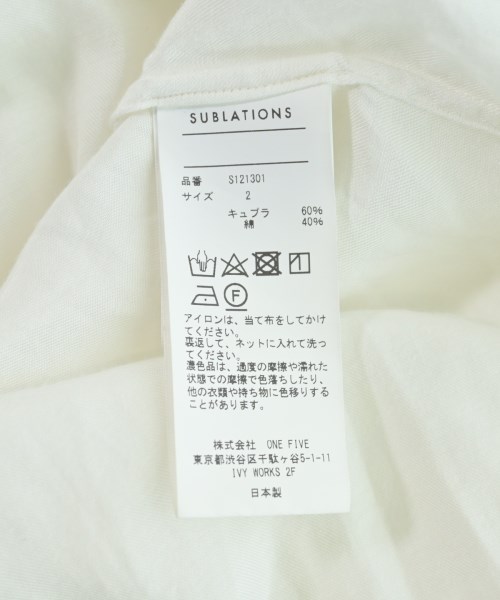 SUBLATIONS
品番 S121301
サイズ 2
キュプラ 60%
綿 40%
F
アイロンは、当て布をしてかけ
てください。
裏返して、ネットに入れて洗っ
てください。
濃色品は、過度の摩擦や濡れた
状態での摩擦で色落ちしたり、
他の衣類や持ち物に色移りする
ことがあります。
株式会社 ONE FIVE
東京都渋谷区千駄ヶ谷5-1-11
IVY WORKS 2F
日本製